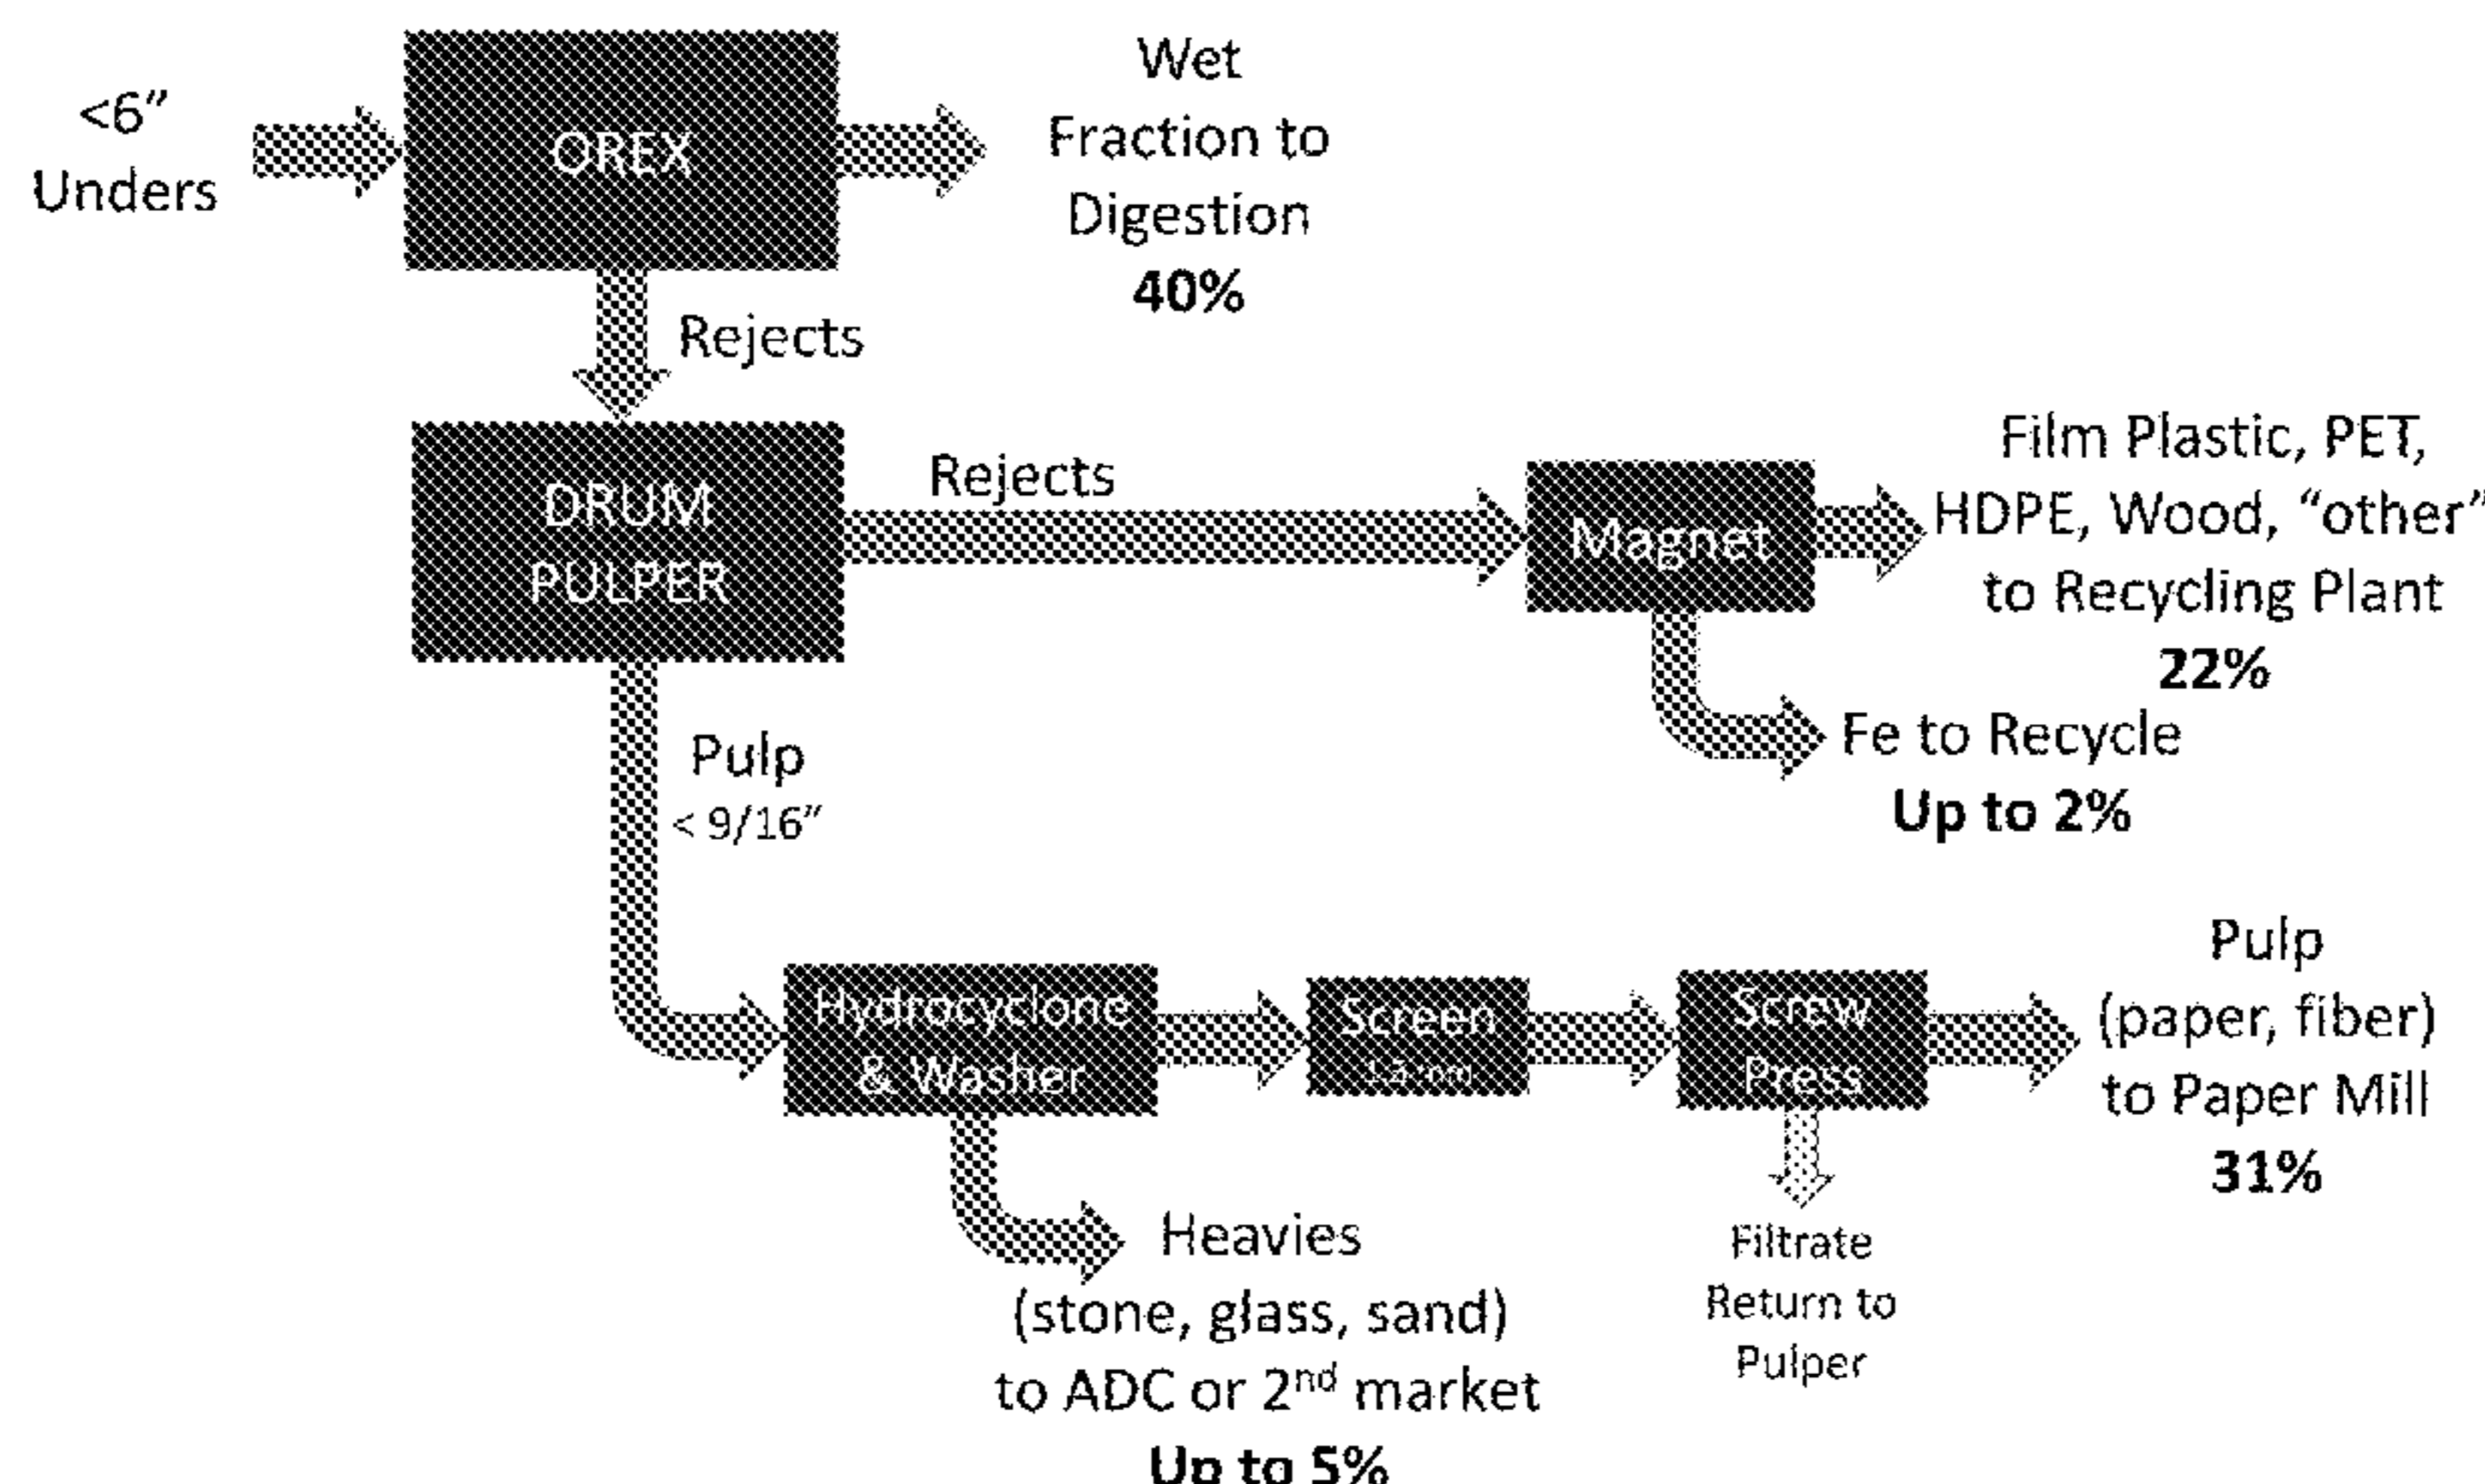 <6"
Unders
OREX
Wet
Fraction to
Digestion
40%
Rejects
DRUM
PULPER
Rejects
Magnet
Film Plastic, PET,
HDPE, Wood, “other”
to Recycling Plant
22%
Fe to Recycle
Up to 2%
Pulp
< 9/16"
Hydrocyclone
& Washer
Screen
Screw
Press
Pulp
(paper, fiber)
to Paper Mill
31%
Heavies
(stone, glass, sand)
to ADC or 2nd market
Up to 5%
Filtrate
Return to
Pulper